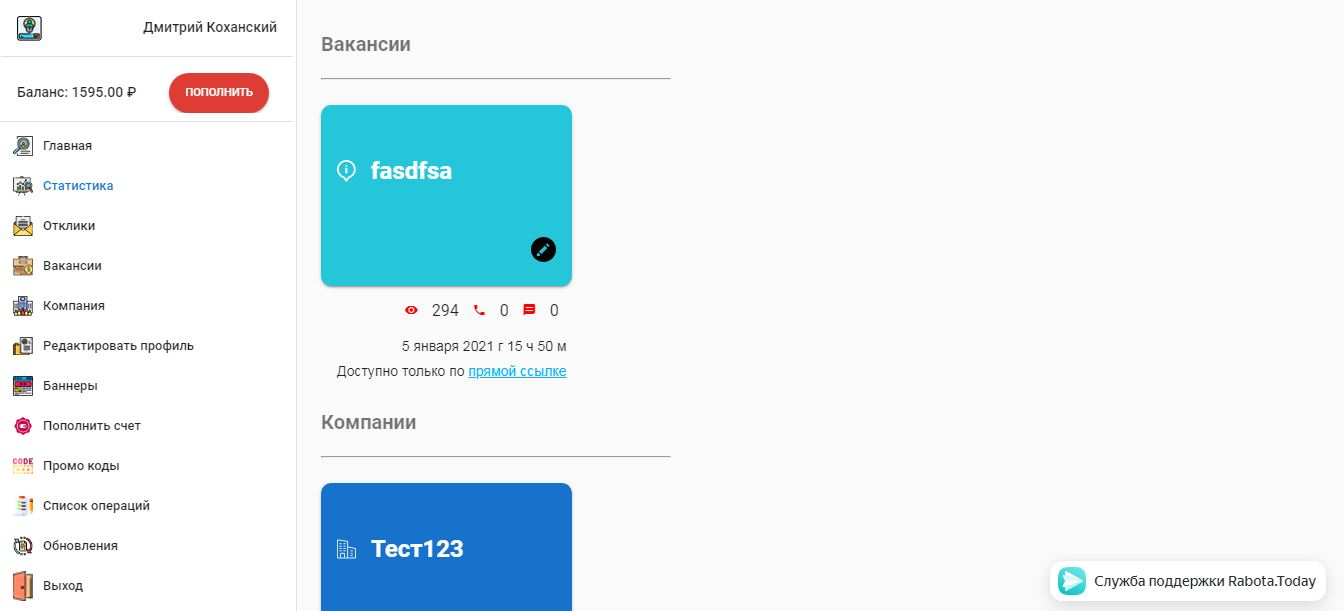 Дмитрий Коханский
Баланс: 1595.00 ₽
ПОПОЛНИТЬ
Главная
Статистика
Отклики
Вакансии
Компания
Редактировать профиль
Баннеры
Пополнить счет
CODE
Промо коды
Список операций
Обновления
Выход
Вакансии
fasdfsa
294 0 0
5 января 2021 г 15 ч 50 м
Доступно только по прямой ссылке
Компании
Тест123
Служба поддержки Rabota.Today